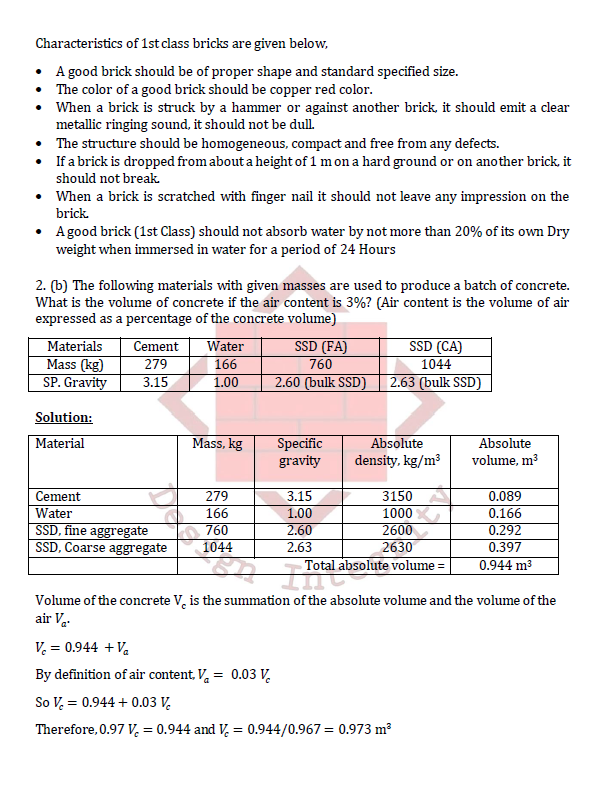 Characteristics of 1st class bricks are given below,
• A good brick should be of proper shape and standard specified size.
• The color of a good brick should be copper red color.
• When a brick is struck by a hammer or against another brick, it should emit a clear
metallic ringing sound, it should not be dull.
• The structure should be homogeneous, compact and free from any defects.
• If a brick is dropped from about a height of 1 m on a hard ground or on another brick, it
should not break.
• When a brick is scratched with finger nail it should not leave any impression on the
brick.
• A good brick (1st Class) should not absorb water by not more than 20% of its own Dry
weight when immersed in water for a period of 24 Hours
2. (b) The following materials with given masses are used to produce a batch of concrete.
What is the volume of concrete if the air content is 3%? (Air content is the volume of air
expressed as a percentage of the concrete volume)
Materials Cement Water SSD (FA) SSD (CA)
Mass (kg) 279 166 760 1044
SP. Gravity 3.15 1.00 2.60 (bulk SSD) 2.63 (bulk SSD)
Solution:
Material Mass, kg Specific gravity Absolute density, kg/m³ Absolute volume, m³
Cement 279 3.15 3150 0.089
Water 166 1.00 1000 0.166
SSD, fine aggregate 760 2.60 2600 0.292
SSD, Coarse aggregate 1044 2.63 2630 0.397
Total absolute volume = 0.944 m³
Design Integrity
Volume of the concrete V꜀ is the summation of the absolute volume and the volume of the
air Vₐ.
V꜀ = 0.944 + Vₐ
By definition of air content, Vₐ = 0.03 V꜀
So V꜀ = 0.944 + 0.03 V꜀
Therefore, 0.97 V꜀ = 0.944 and V꜀ = 0.944/0.967 = 0.973 m³